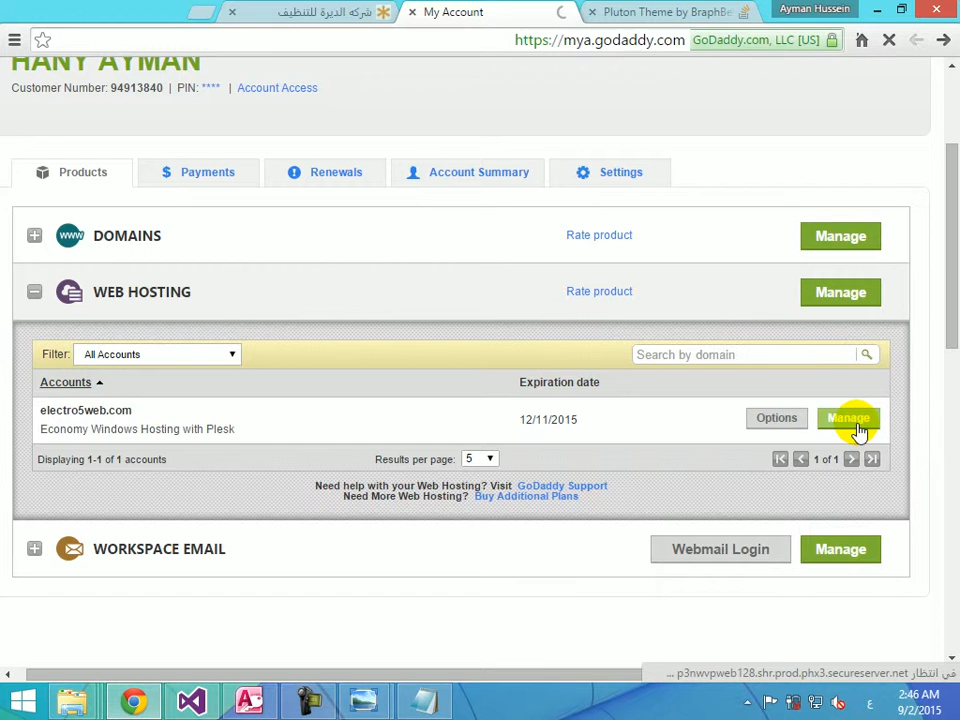 شركه الديرة للتنظيف
My Account
Pluton Theme by BraphBe
Ayman Hussein
https://mya.godaddy.com
GoDaddy.com, LLC [US]
HANY AYMAN
Customer Number: 94913840 | PIN: **** | Account Access
Products
Payments
Renewals
Account Summary
Settings
DOMAINS
Rate product
Manage
WEB HOSTING
Rate product
Manage
Filter:
All Accounts
Search by domain
Accounts
Expiration date
electro5web.com
Economy Windows Hosting with Plesk
12/11/2015
Options
Manage
Displaying 1-1 of 1 accounts
Results per page:
5
1 of 1
Need help with your Web Hosting? Visit GoDaddy Support
Need More Web Hosting? Buy Additional Plans
WORKSPACE EMAIL
Webmail Login
Manage
في انتظار p3nwvpweb128.shr.prod.phx3.secureserver.net ...
ع
2:46 AM
9/2/2015